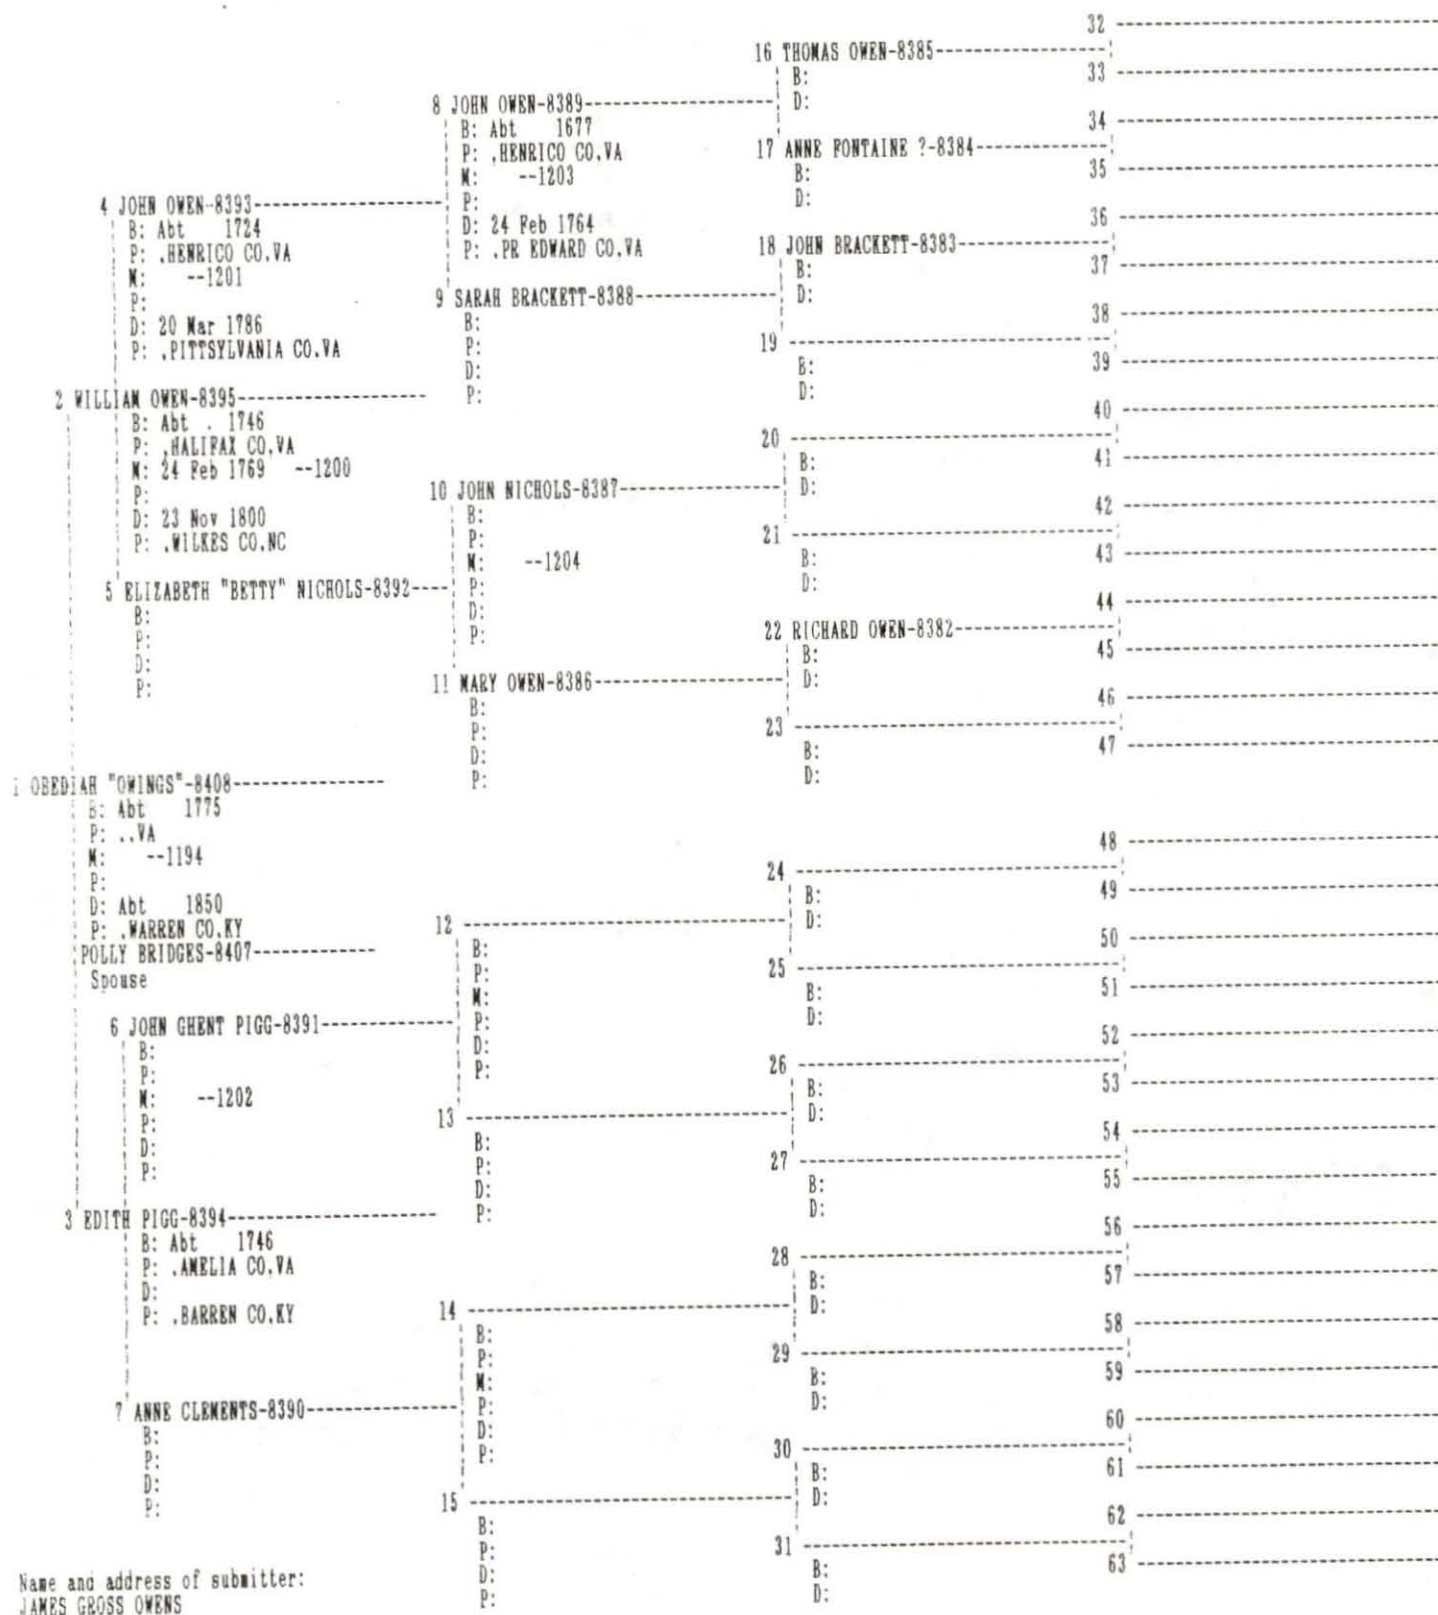 1 OBEDIAH "OWINGS"-8408---------------
B: Abt 1775
P: ..VA
M: --1194
P:
D: Abt 1850
P: .WARREN CO.KY
POLLY BRIDGES-8407------------
Spouse
2 WILLIAM OWEN-8395------------------
B: Abt . 1746
P: .HALIFAX CO.VA
M: 24 Feb 1769 --1200
P:
D: 23 Nov 1800
P: .WILKES CO.NC
3 EDITH PIGG-8394--------------------
B: Abt 1746
P: .AMELIA CO.VA
D:
P: .BARREN CO.KY
4 JOHN OWEN-8393------------------
B: Abt 1724
P: .HENRICO CO.VA
M: --1201
P:
D: 20 Mar 1786
P: .PITTSYLVANIA CO.VA
5 ELIZABETH "BETTY" NICHOLS-8392----
B:
P:
D:
P:
6 JOHN GHENT PIGG-8391-------------
B:
P:
M: --1202
P:
D:
P:
7 ANNE CLEMENTS-8390--------------
B:
P:
D:
P:
8 JOHN OWEN-8389------------------
B: Abt 1677
P: .HENRICO CO.VA
M: --1203
P:
D: 24 Feb 1764
P: .PR EDWARD CO.VA
9 SARAH BRACKETT-8388-------------
B:
P:
D:
P:
10 JOHN NICHOLS-8387---------------
B:
P:
M: --1204
P:
D:
P:
11 MARY OWEN-8386------------------
B:
P:
D:
P:
12 --------------------------------
B:
P:
M:
P:
D:
P:
13 --------------------------------
B:
P:
D:
P:
14 --------------------------------
B:
P:
M:
P:
D:
P:
15 --------------------------------
B:
P:
D:
P:
16 THOMAS OWEN-8385----------------
B:
D:
17 ANNE FONTAINE ?-8384------------
B:
D:
18 JOHN BRACKETT-8383--------------
B:
D:
19 --------------------------------
B:
D:
20 --------------------------------
B:
D:
21 --------------------------------
B:
D:
22 RICHARD OWEN-8382---------------
B:
D:
23 --------------------------------
B:
D:
24 --------------------------------
B:
D:
25 --------------------------------
B:
D:
26 --------------------------------
B:
D:
27 --------------------------------
B:
D:
28 --------------------------------
B:
D:
29 --------------------------------
B:
D:
30 --------------------------------
B:
D:
31 --------------------------------
B:
D:
32 --------------------------------
33 --------------------------------
34 --------------------------------
35 --------------------------------
36 --------------------------------
37 --------------------------------
38 --------------------------------
39 --------------------------------
40 --------------------------------
41 --------------------------------
42 --------------------------------
43 --------------------------------
44 --------------------------------
45 --------------------------------
46 --------------------------------
47 --------------------------------
48 --------------------------------
49 --------------------------------
50 --------------------------------
51 --------------------------------
52 --------------------------------
53 --------------------------------
54 --------------------------------
55 --------------------------------
56 --------------------------------
57 --------------------------------
58 --------------------------------
59 --------------------------------
60 --------------------------------
61 --------------------------------
62 --------------------------------
63 --------------------------------
Name and address of submitter:
JAMES GROSS OWENS